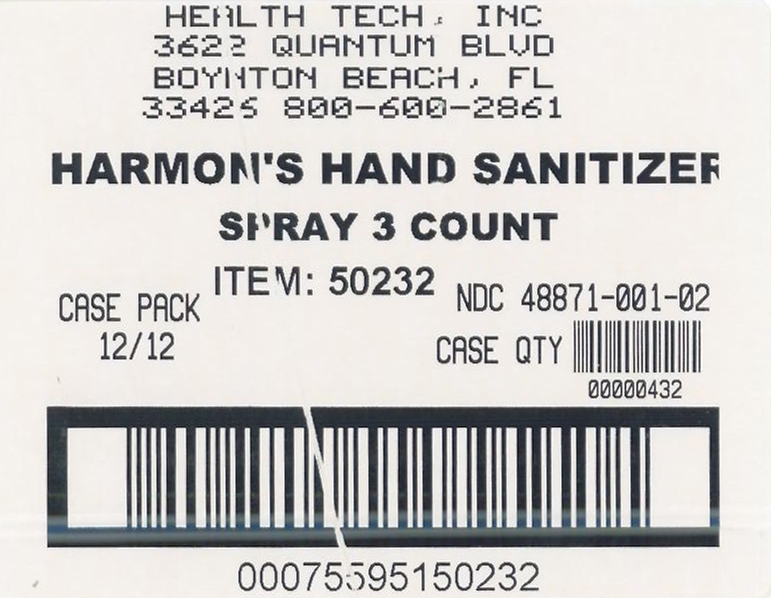 HEALTH TECH, INC
3622 QUANTUM BLVD
BOYNTON BEACH, FL
33426 800-600-2861
HARMON'S HAND SANITIZER
SPRAY 3 COUNT
ITEM: 50232
NDC 48871-001-02
CASE PACK
12/12
CASE QTY
00000432
00075595150232